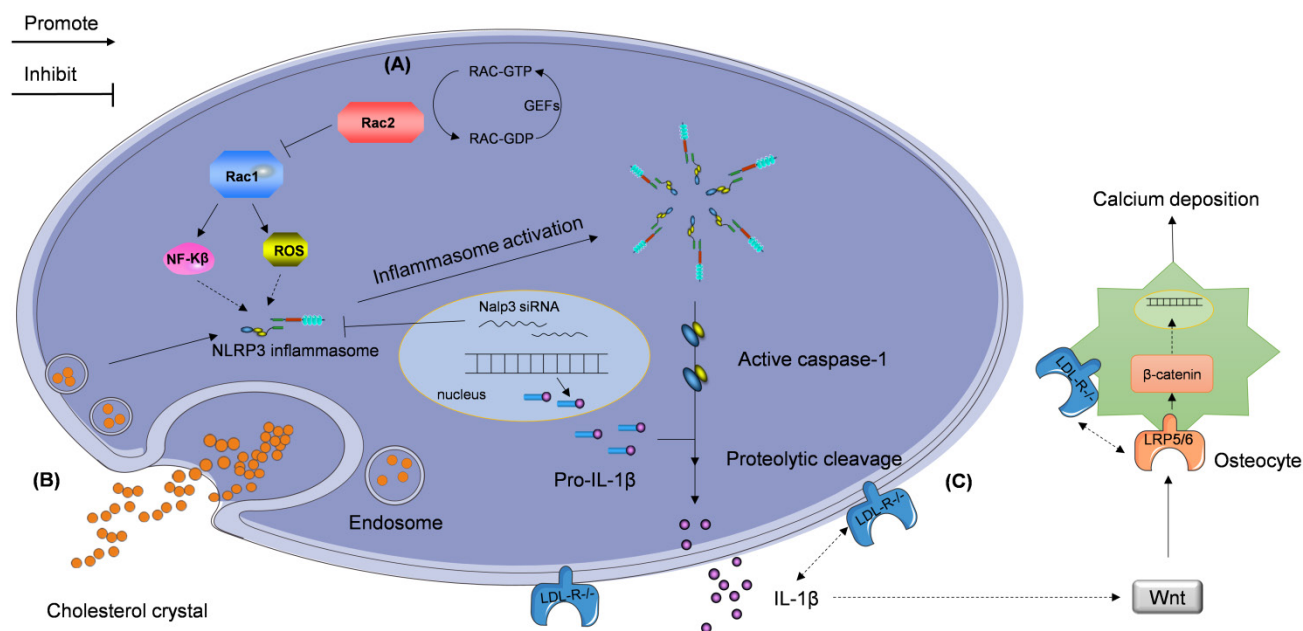 Promote
Inhibit
(A)
RAC-GTP
GEFs
RAC-GDP
Rac2
Rac1
NF-Kβ
ROS
Inflammasome activation
NLRP3 inflammasome
Nalp3 siRNA
nucleus
Active caspase-1
Pro-IL-1β
Proteolytic cleavage
(B)
Endosome
Cholesterol crystal
LDL-R-/-
LDL-R-/-
(C)
IL-1β
Wnt
Calcium deposition
LDL-R-/-
β-catenin
LRP5/6
Osteocyte